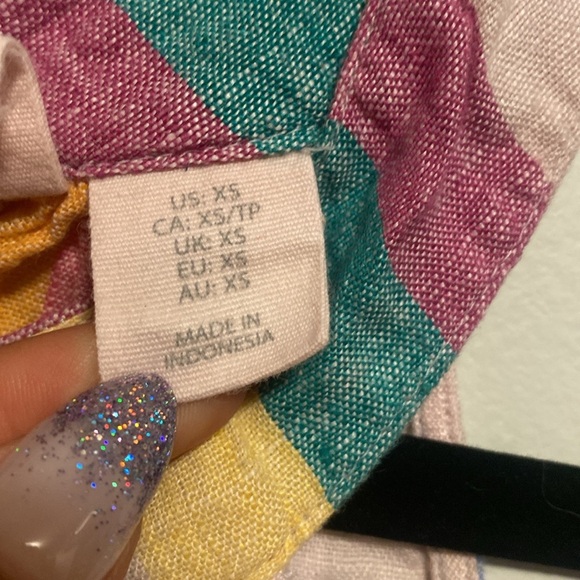 US: XS
CA: XS/TP
UK: XS
EU: XS
AU: XS
MADE IN
INDONESIA